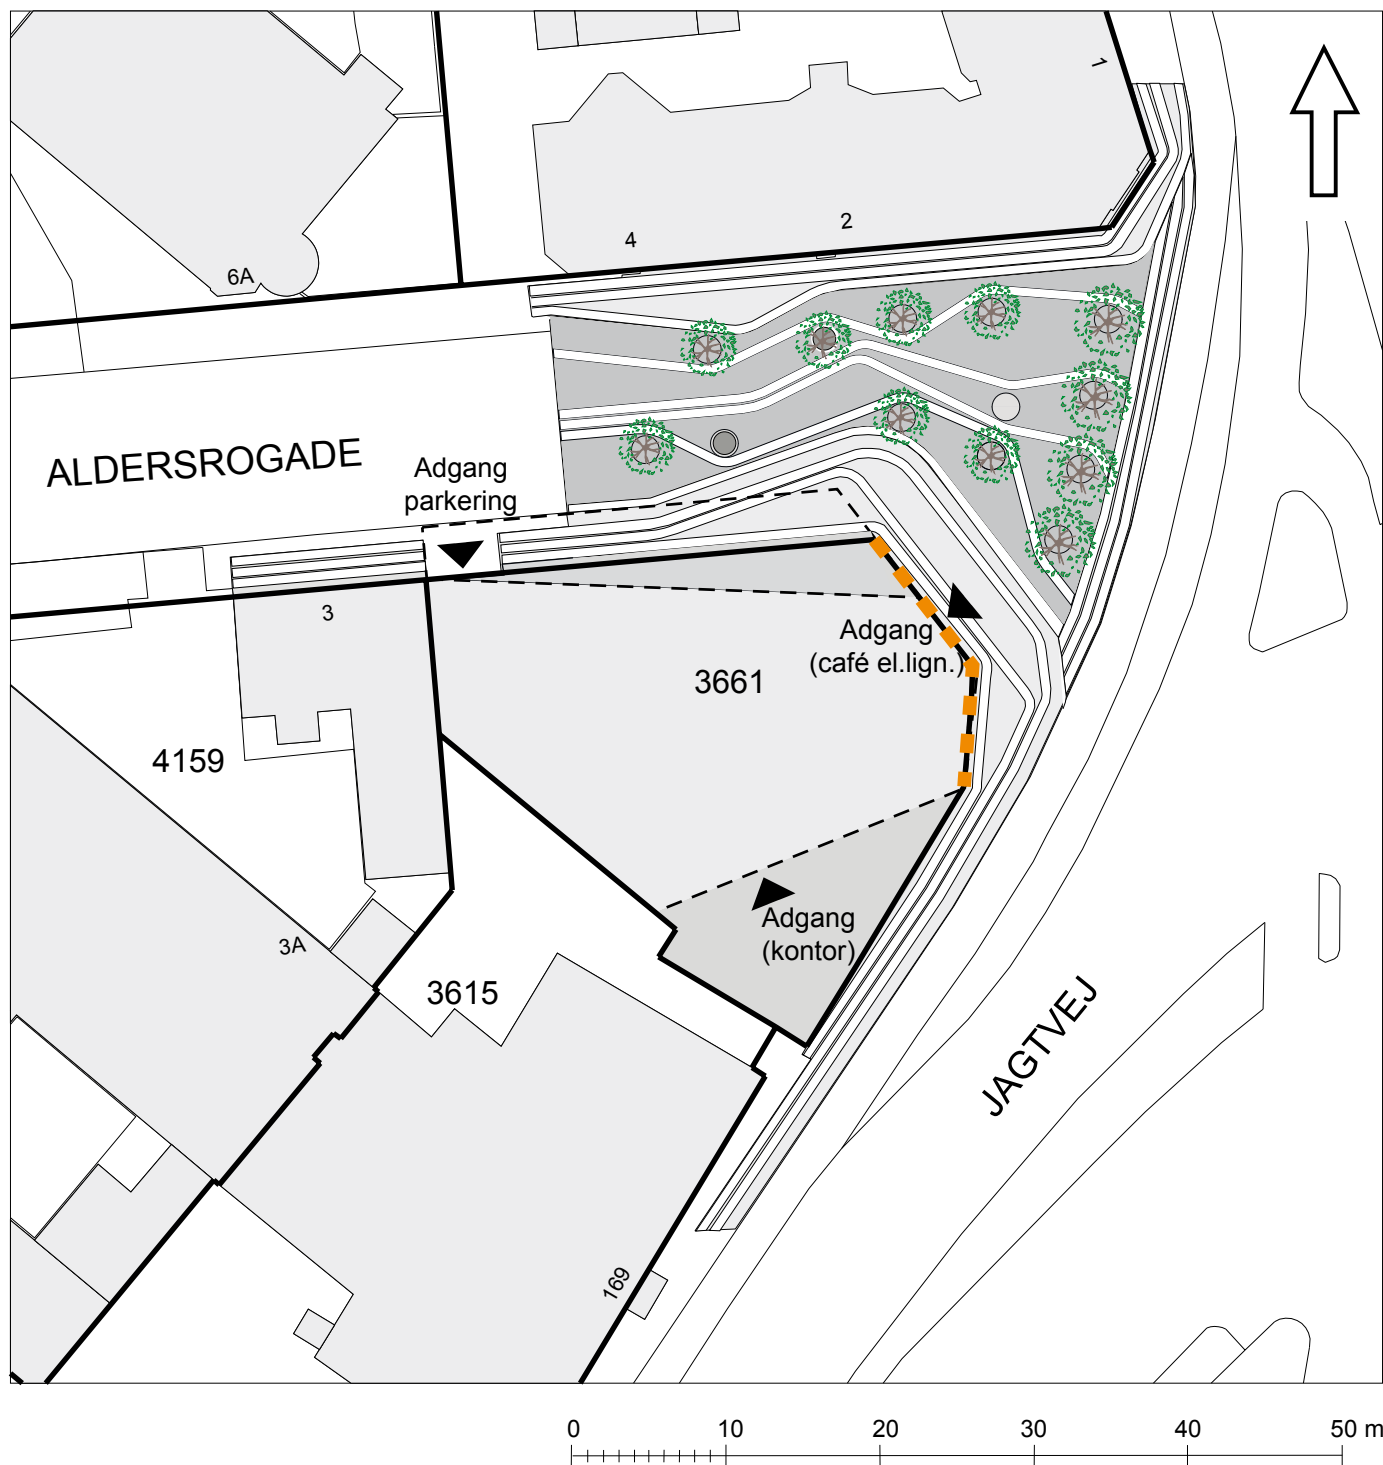 1
2
4
6A
ALDERSROGADE
Adgang
parkering
3
Adgang
(café el.lign.)
3661
4159
Adgang
(kontor)
3A
3615
JAGTVEJ
169
0 10 20 30 40 50 m